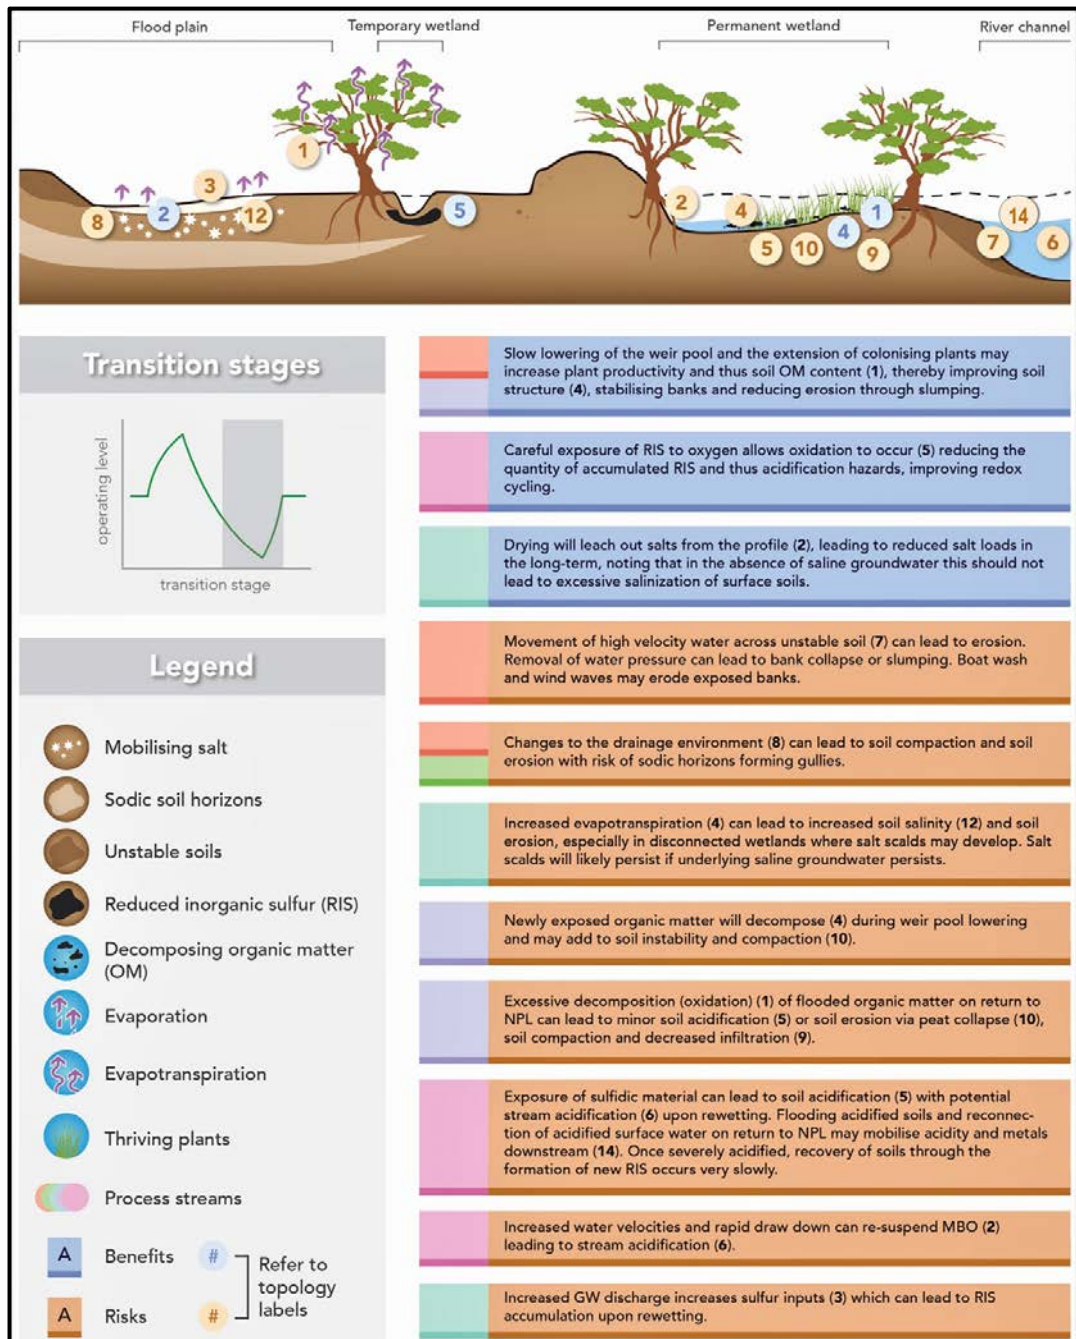 Flood plain
Temporary wetland
Permanent wetland
River channel
1
3
8
2
12
5
2
4
1
4
5
10
9
14
7
6
Transition stages
operating level
transition stage
Legend
Mobilising salt
Sodic soil horizons
Unstable soils
Reduced inorganic sulfur (RIS)
Decomposing organic matter
(OM)
Evaporation
Evapotranspiration
Thriving plants
Process streams
A Benefits #
A Risks #
Refer to
topology
labels
Slow lowering of the weir pool and the extension of colonising plants may
increase plant productivity and thus soil OM content (1), thereby improving soil
structure (4), stabilising banks and reducing erosion through slumping.
Careful exposure of RIS to oxygen allows oxidation to occur (5) reducing the
quantity of accumulated RIS and thus acidification hazards, improving redox
cycling.
Drying will leach out salts from the profile (2), leading to reduced salt loads in
the long-term, noting that in the absence of saline groundwater this should not
lead to excessive salinization of surface soils.
Movement of high velocity water across unstable soil (7) can lead to erosion.
Removal of water pressure can lead to bank collapse or slumping. Boat wash
and wind waves may erode exposed banks.
Changes to the drainage environment (8) can lead to soil compaction and soil
erosion with risk of sodic horizons forming gullies.
Increased evapotranspiration (4) can lead to increased soil salinity (12) and soil
erosion, especially in disconnected wetlands where salt scalds may develop. Salt
scalds will likely persist if underlying saline groundwater persists.
Newly exposed organic matter will decompose (4) during weir pool lowering
and may add to soil instability and compaction (10).
Excessive decomposition (oxidation) (1) of flooded organic matter on return to
NPL can lead to minor soil acidification (5) or soil erosion via peat collapse (10),
soil compaction and decreased infiltration (9).
Exposure of sulfidic material can lead to soil acidification (5) with potential
stream acidification (6) upon rewetting. Flooding acidified soils and reconnec-
tion of acidified surface water on return to NPL may mobilise acidity and metals
downstream (14). Once severely acidified, recovery of soils through the
formation of new RIS occurs very slowly.
Increased water velocities and rapid draw down can re-suspend MBO (2)
leading to stream acidification (6).
Increased GW discharge increases sulfur inputs (3) which can lead to RIS
accumulation upon rewetting.